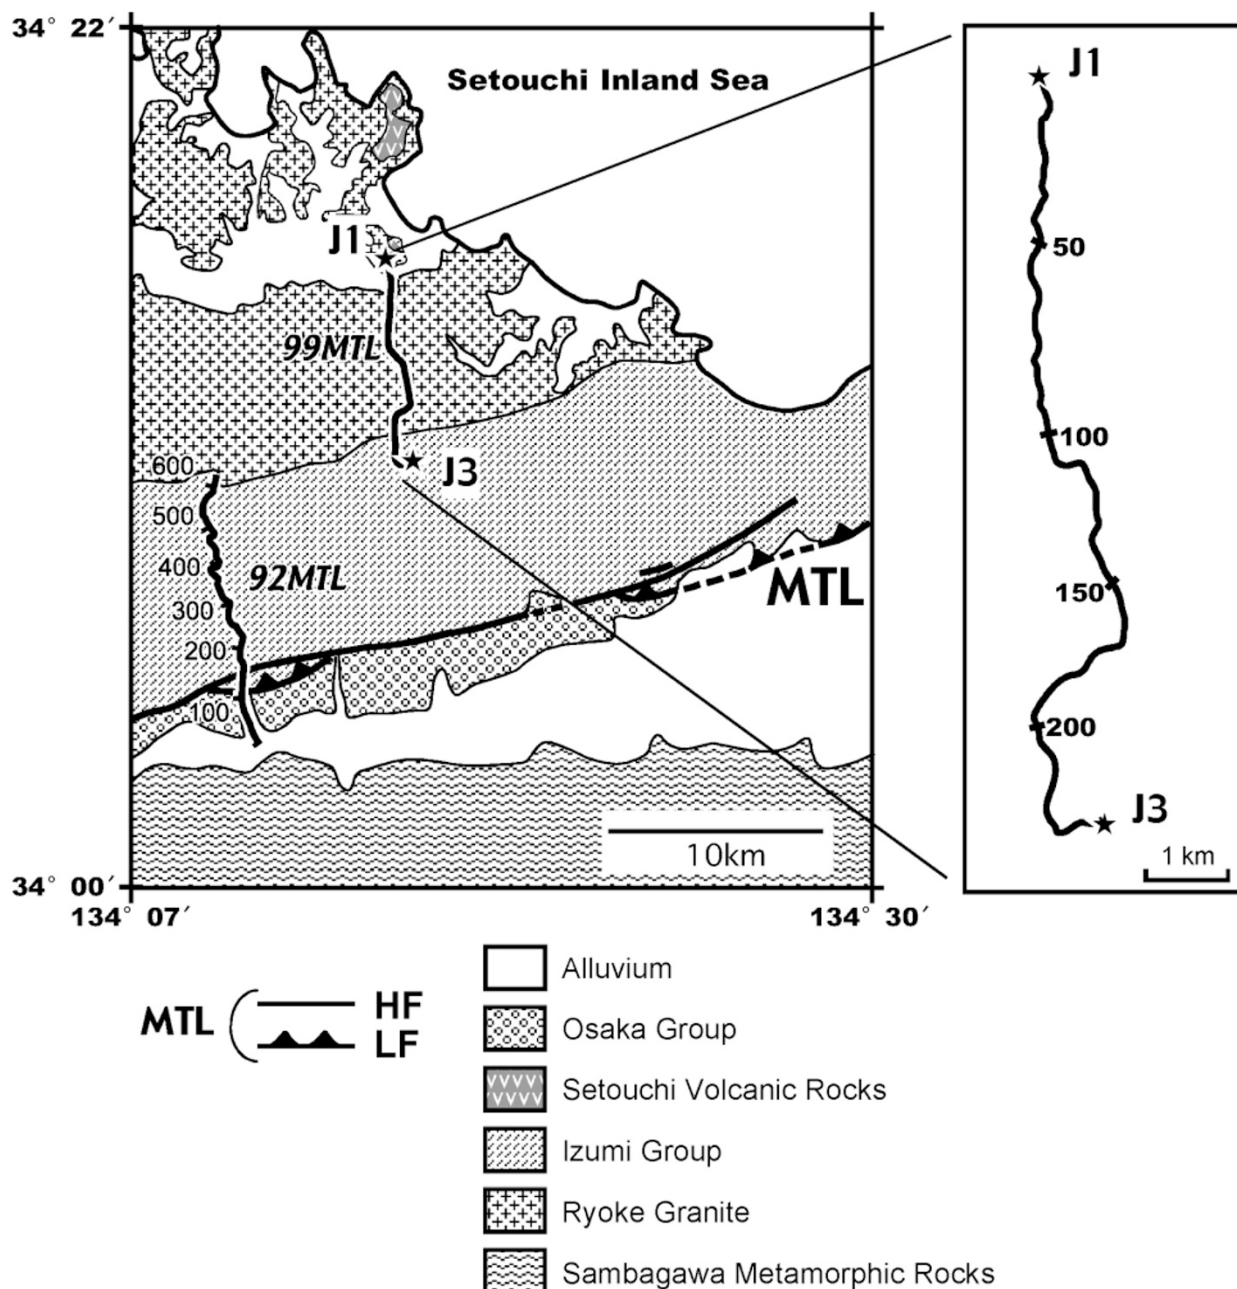 34° 22′
Setouchi Inland Sea
J1
99MTL
J3
600
500
400
300
200
100
92MTL
MTL
10km
34° 00′
134° 07′
134° 30′
J1
50
100
150
200
J3
1 km
MTL
HF
LF
Alluvium
Osaka Group
Setouchi Volcanic Rocks
Izumi Group
Ryoke Granite
Sambagawa Metamorphic Rocks